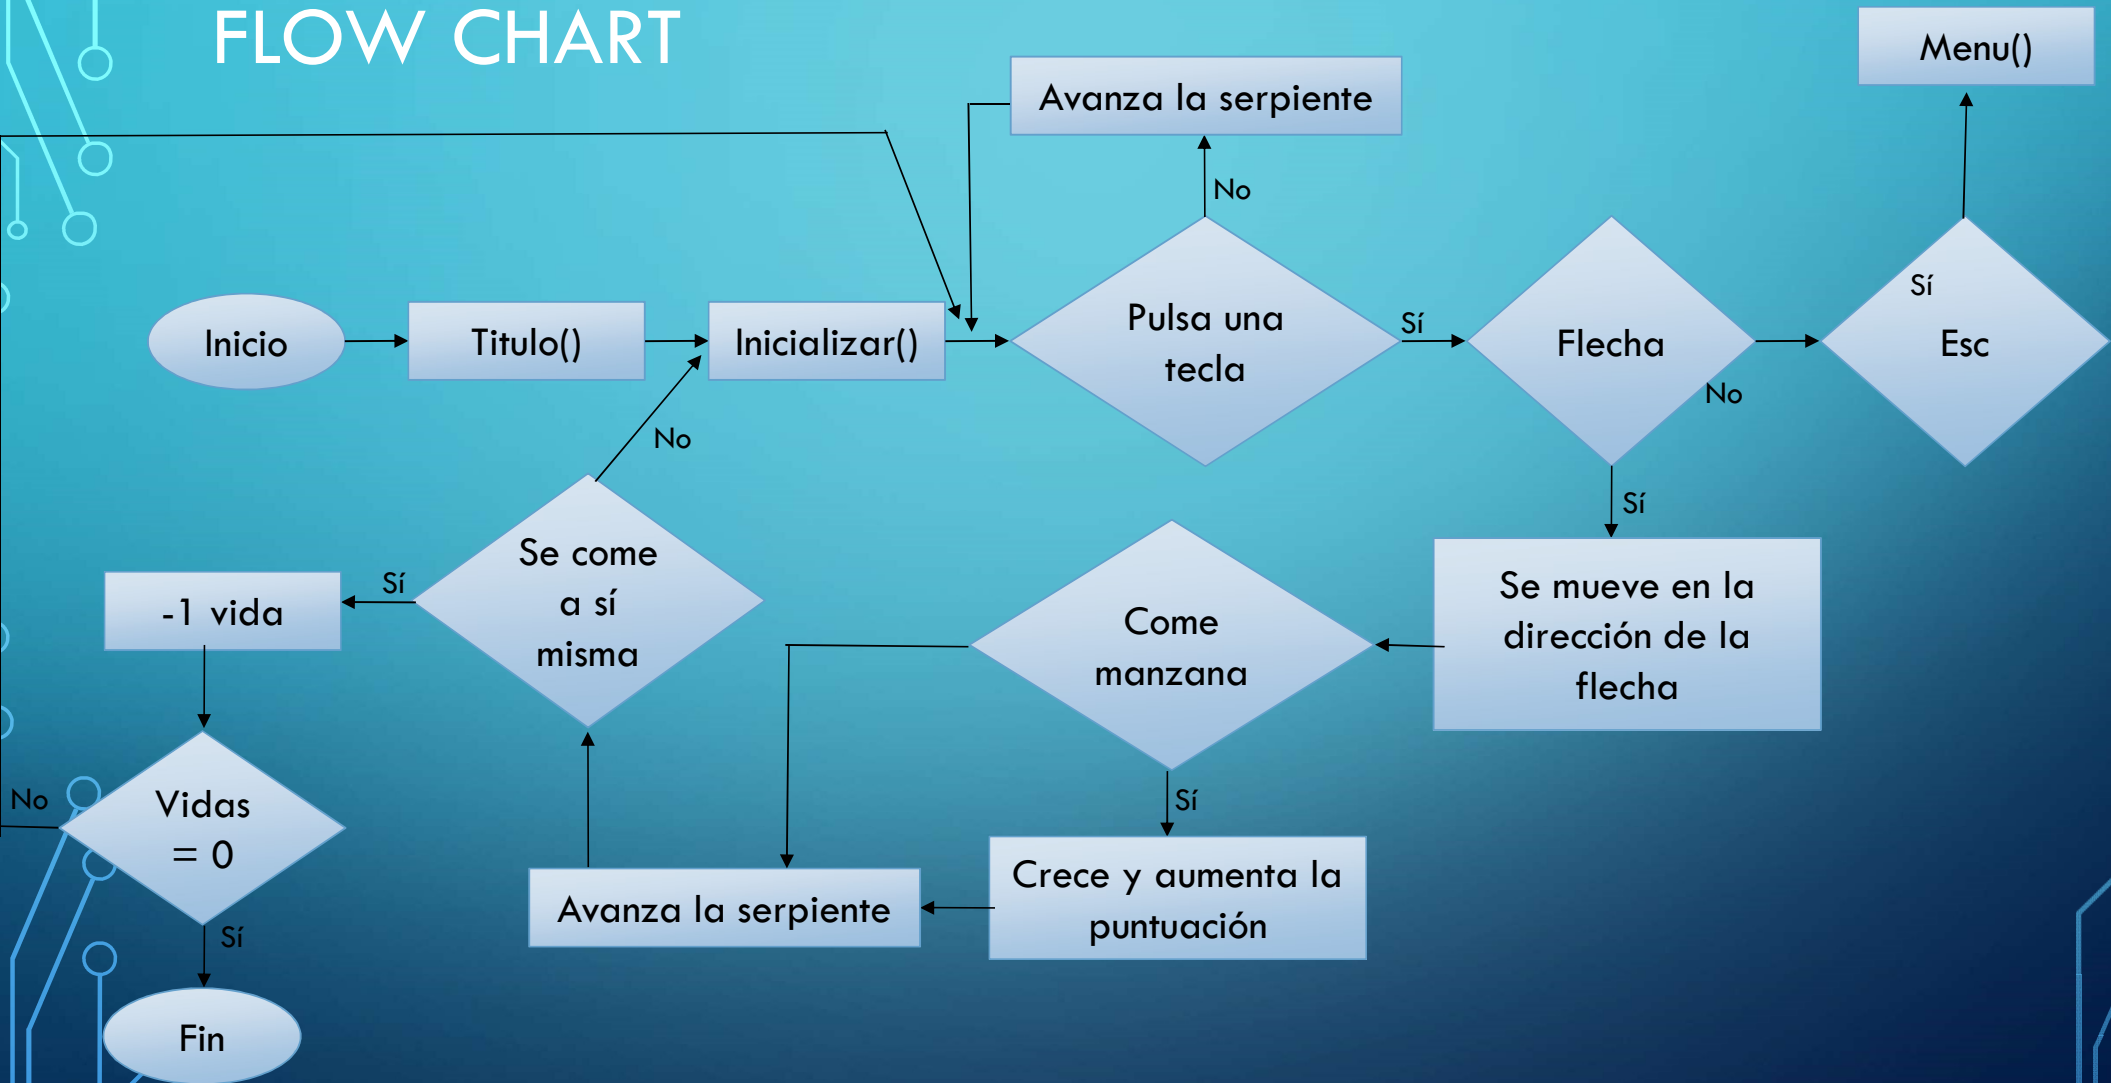 FLOW CHART
Menu()
Avanza la serpiente
No
Inicio
Titulo()
Inicializar()
Pulsa una
tecla
Sí
Flecha
No
Sí
Esc
No
Sí
Se come
a sí
misma
Sí
-1 vida
Come
manzana
Se mueve en la
dirección de la
flecha
No
Vidas
= 0
Sí
Sí
Avanza la serpiente
Crece y aumenta la
puntuación
Fin